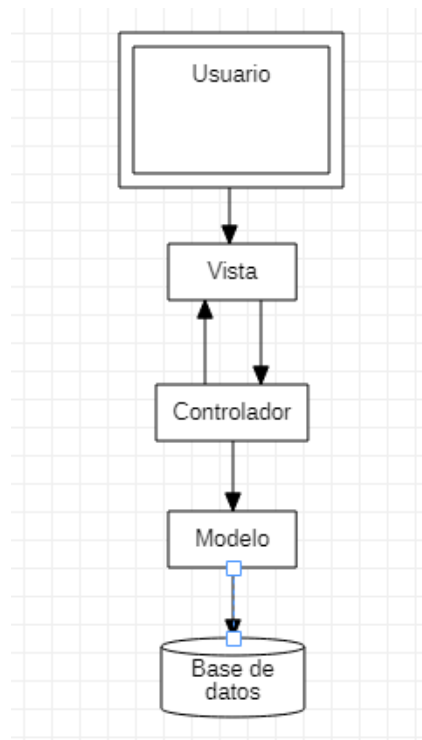 Usuario
Vista
Controlador
Modelo
Base de
datos